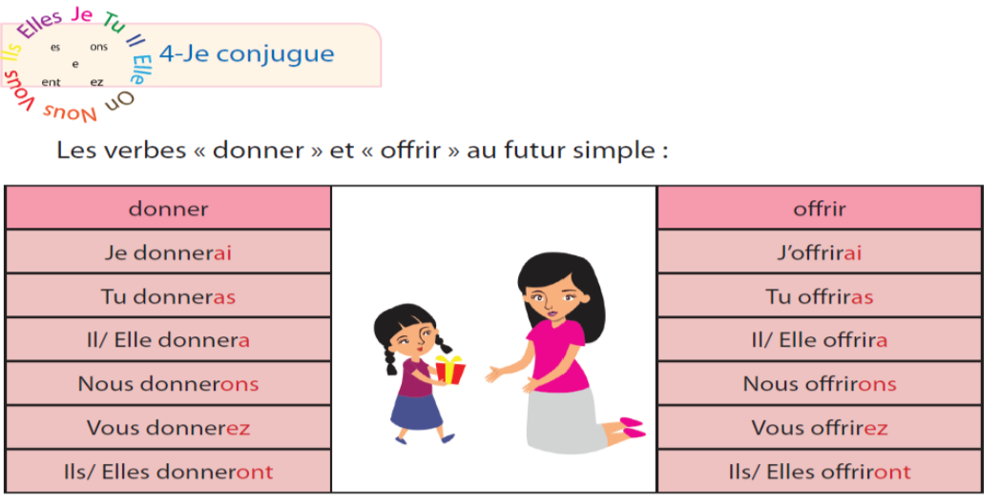 Ils Elles Je Tu Il Elle On Nous Vous
es ons
e
ent ez
4-Je conjugue
Les verbes « donner » et « offrir » au futur simple :
donner offrir
Je donnerai J’offrirai
Tu donneras Tu offriras
Il/ Elle donnera Il/ Elle offrira
Nous donnerons Nous offrirons
Vous donnerez Vous offrirez
Ils/ Elles donneront Ils/ Elles offriront